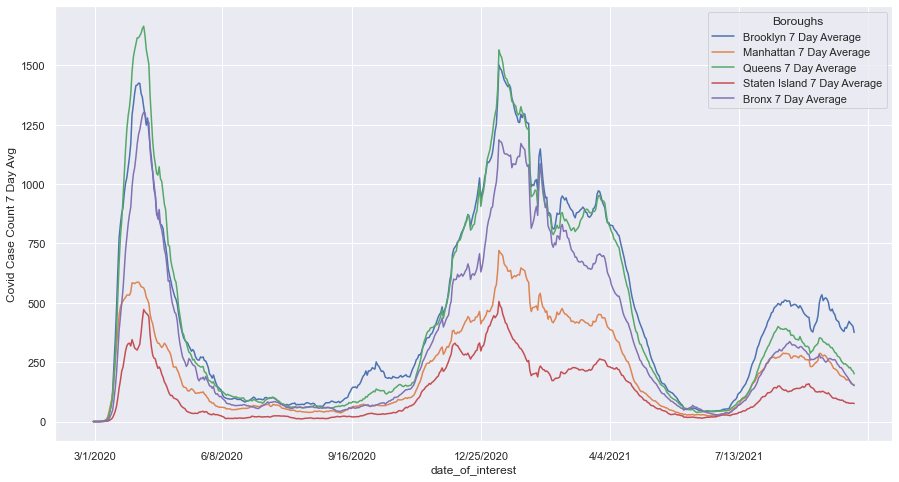 Boroughs
Brooklyn 7 Day Average
Manhattan 7 Day Average
Queens 7 Day Average
Staten Island 7 Day Average
Bronx 7 Day Average
Covid Case Count 7 Day Avg
1500
1250
1000
750
500
250
0
3/1/2020 6/8/2020 9/16/2020 12/25/2020 4/4/2021 7/13/2021
date_of_interest